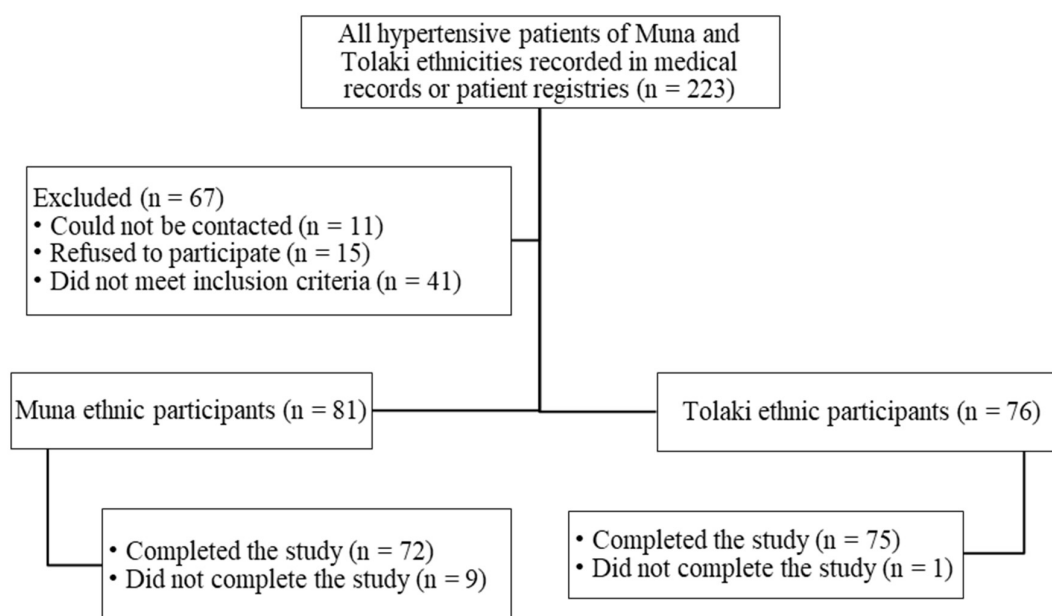 All hypertensive patients of Muna and
Tolaki ethnicities recorded in medical
records or patient registries (n = 223)
Excluded (n = 67)
• Could not be contacted (n = 11)
• Refused to participate (n = 15)
• Did not meet inclusion criteria (n = 41)
Muna ethnic participants (n = 81)
Tolaki ethnic participants (n = 76)
• Completed the study (n = 72)
• Did not complete the study (n = 9)
• Completed the study (n = 75)
• Did not complete the study (n = 1)